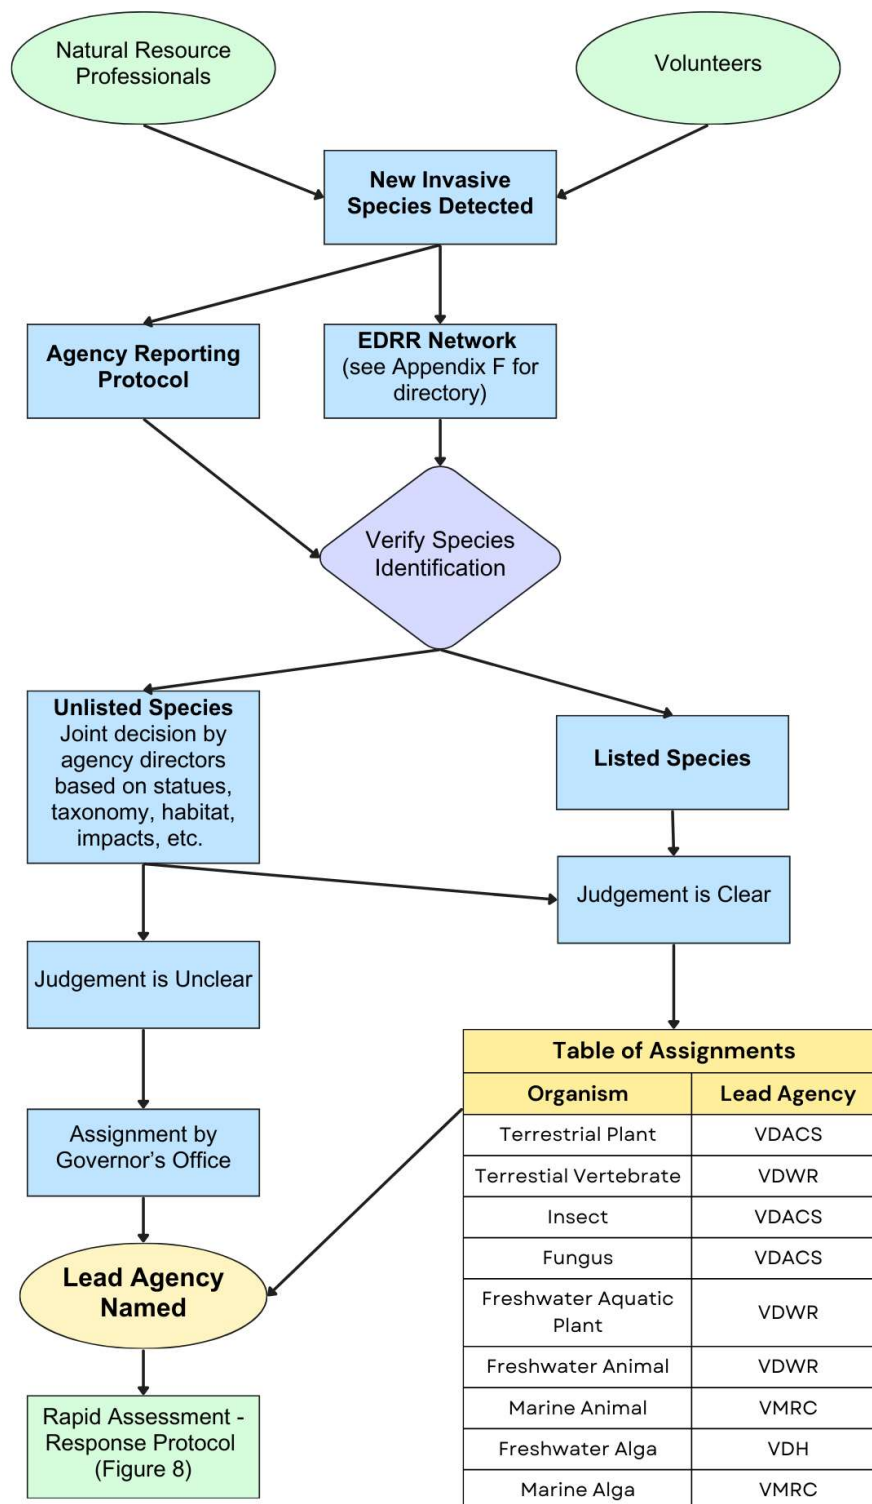 Natural Resource
Professionals
Volunteers
New Invasive
Species Detected
Agency Reporting
Protocol
EDRR Network
(see Appendix F for
directory)
Verify Species
Identification
Unlisted Species
Joint decision by
agency directors
based on statues,
taxonomy, habitat,
impacts, etc.
Listed Species
Judgement is Clear
Judgement is Unclear
Assignment by
Governor's Office
Lead Agency
Named
Rapid Assessment -
Response Protocol
(Figure 8)
Table of Assignments
Organism Lead Agency
Terrestrial Plant VDACS
Terrestial Vertebrate VDWR
Insect VDACS
Fungus VDACS
Freshwater Aquatic
Plant VDWR
Freshwater Animal VDWR
Marine Animal VMRC
Freshwater Alga VDH
Marine Alga VMRC